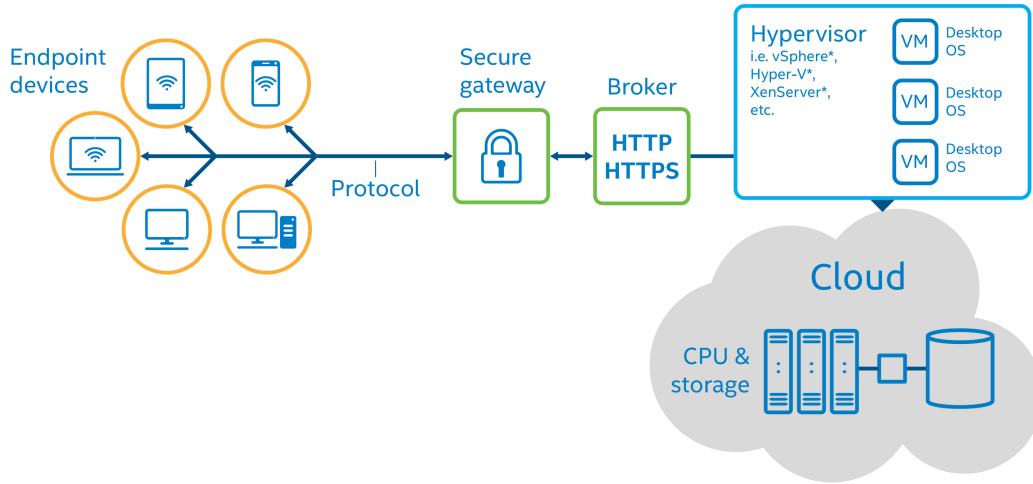 Endpoint
devices
Protocol
Secure
gateway
Broker
HTTP
HTTPS
Hypervisor
i.e. vSphere*,
Hyper-V*,
XenServer*,
etc.
VM
Desktop
OS
VM
Desktop
OS
VM
Desktop
OS
Cloud
CPU &
storage